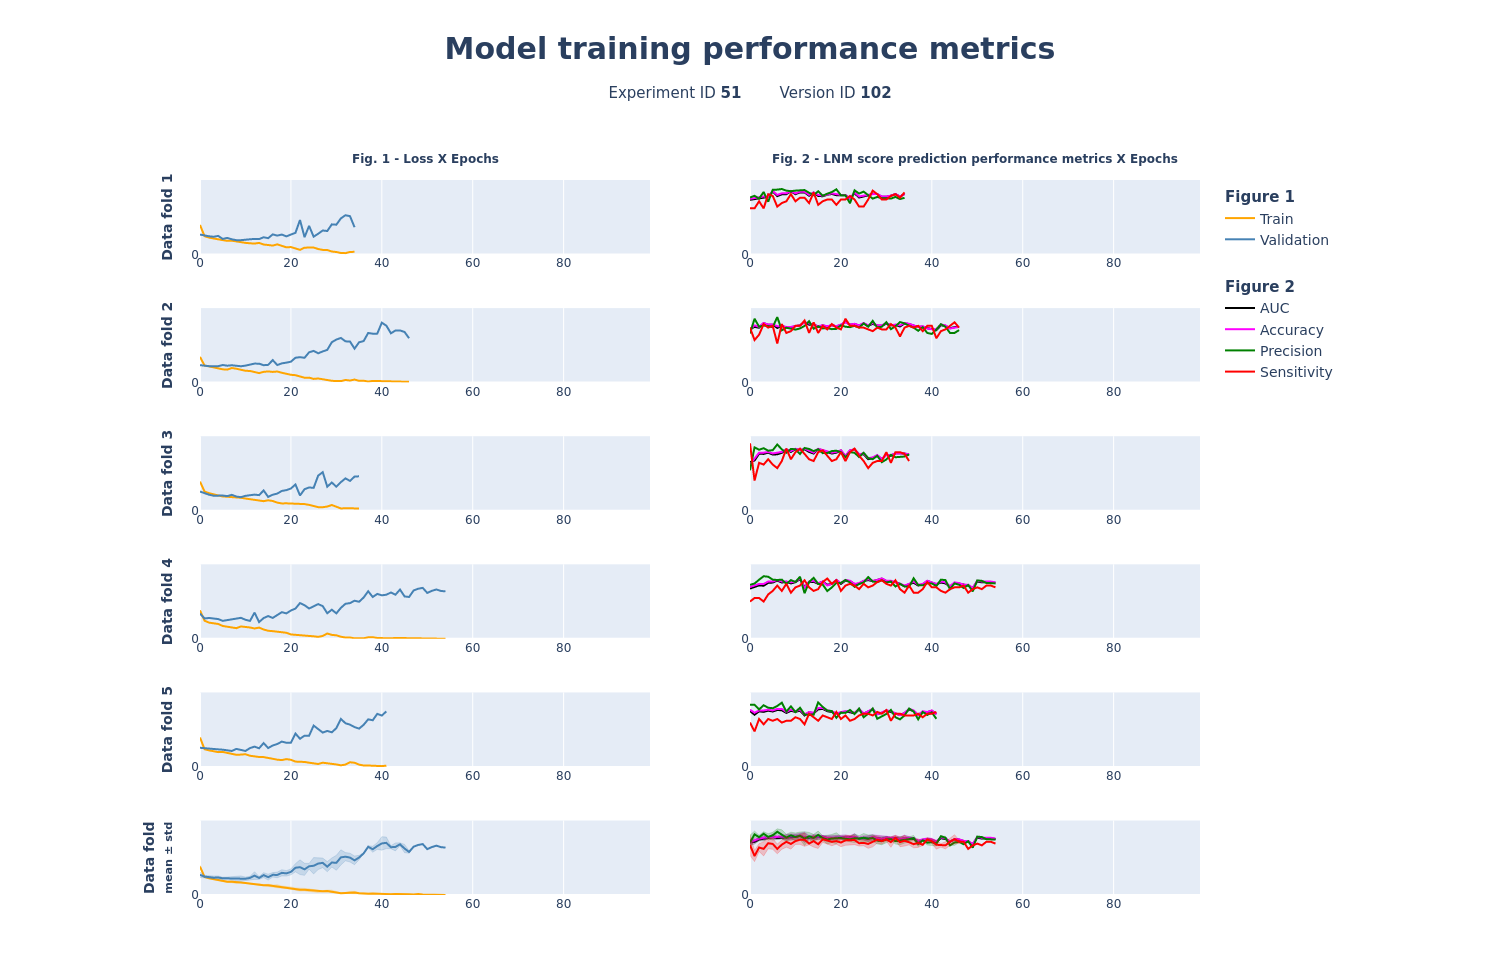 Model training performance metrics
Experiment ID 51 Version ID 102
Fig. 1 - Loss X Epochs
Fig. 2 - LNM score prediction performance metrics X Epochs
Data fold 1
0
0 20 40 60 80
0
0 20 40 60 80
Figure 1
Train
Validation
Figure 2
AUC
Accuracy
Precision
Sensitivity
Data fold 2
0
0 20 40 60 80
0
0 20 40 60 80
Data fold 3
0
0 20 40 60 80
0
0 20 40 60 80
Data fold 4
0
0 20 40 60 80
0
0 20 40 60 80
Data fold 5
0
0 20 40 60 80
0
0 20 40 60 80
Data fold
mean ± std
0
0 20 40 60 80
0
0 20 40 60 80